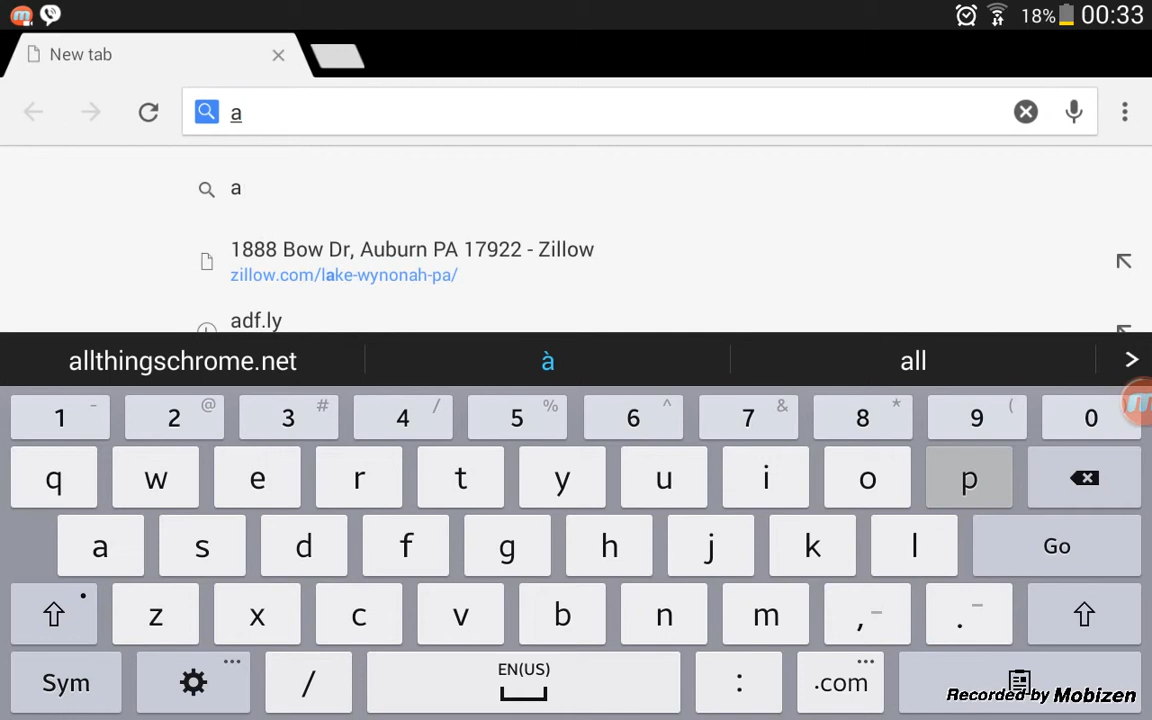 18% 00:33
New tab
a
a
1888 Bow Dr, Auburn PA 17922 - Zillow
zillow.com/lake-wynonah-pa/
adf.ly
allthingschrome.net à all >
1 - 2 @ 3 # 4 / 5 % 6 ^ 7 & 8 * 9 ( 0
q w e r t y u i o p
a s d f g h j k l Go
z x c v b n m , - . -
Sym ... / EN(US) : .com ...
Recorded by Mobizen